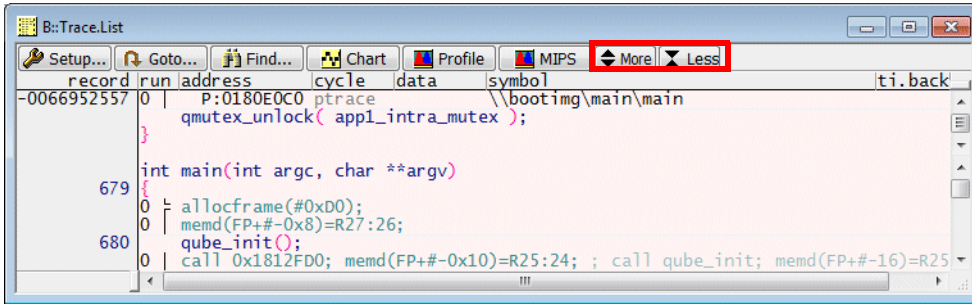 B::Trace.List
Setup... Goto... Find... Chart Profile MIPS More Less
record run address cycle data symbol ti.back
-0066952557 0 P:0180E0C0 ptrace \\bootimg\main\main
qmutex_unlock( app1_intra_mutex );
}
int main(int argc, char **argv)
679 {
0 allocframe(#0xD0);
0 memd(FP+#-0x8)=R27:26;
680 qube_init();
0 call 0x1812FD0; memd(FP+#-0x10)=R25:24; ; call qube_init; memd(FP+#-16)=R25